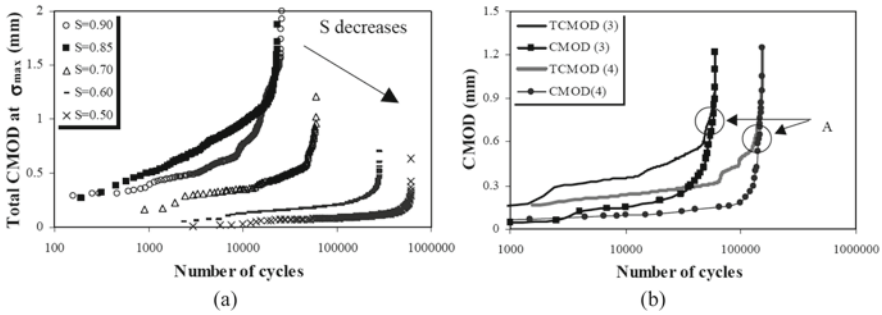 Total CMOD at σmax (mm)
2
1.5
1
0.5
0
S=0.90
S=0.85
S=0.70
S=0.60
S=0.50
S decreases
100 1000 10000 100000 1000000
Number of cycles
(a)
CMOD (mm)
1.5
1.2
0.9
0.6
0.3
0.0
TCMOD (3)
CMOD (3)
TCMOD (4)
CMOD(4)
A
1000 10000 100000 1000000
Number of cycles
(b)